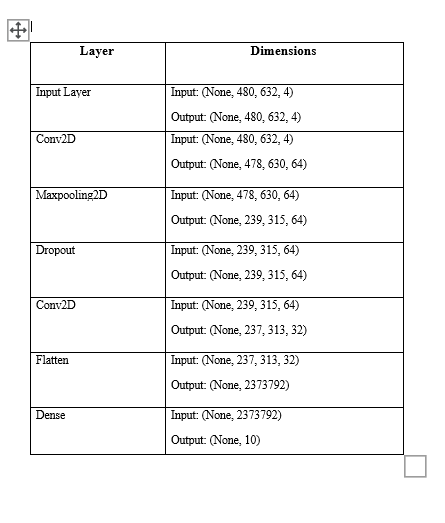 Layer Dimensions
Input Layer Input: (None, 480, 632, 4)
Output: (None, 480, 632, 4)
Conv2D Input: (None, 480, 632, 4)
Output: (None, 478, 630, 64)
Maxpooling2D Input: (None, 478, 630, 64)
Output: (None, 239, 315, 64)
Dropout Input: (None, 239, 315, 64)
Output: (None, 239, 315, 64)
Conv2D Input: (None, 239, 315, 64)
Output: (None, 237, 313, 32)
Flatten Input: (None, 237, 313, 32)
Output: (None, 2373792)
Dense Input: (None, 2373792)
Output: (None, 10)